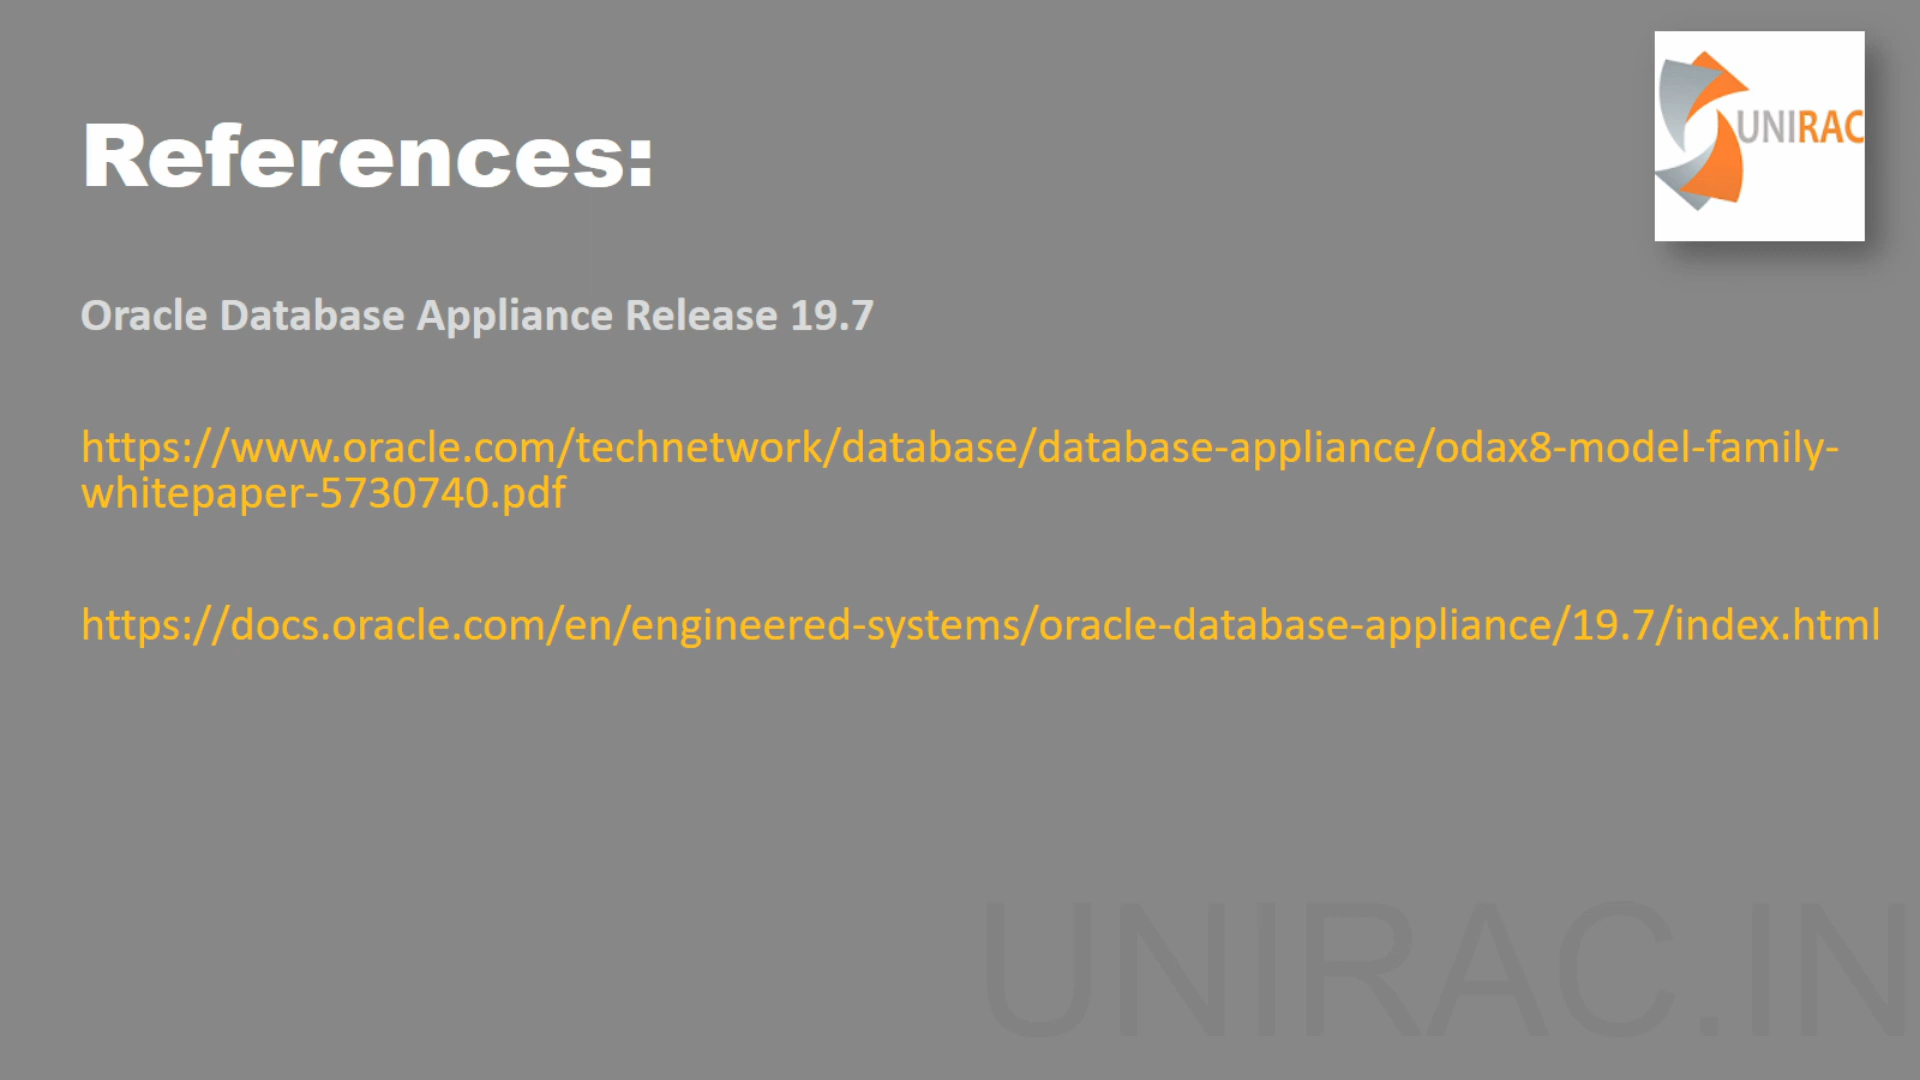 UNIRAC
References:
Oracle Database Appliance Release 19.7
https://www.oracle.com/technetwork/database/database-appliance/odax8-model-family-
whitepaper-5730740.pdf
https://docs.oracle.com/en/engineered-systems/oracle-database-appliance/19.7/index.html
UNIRAC.IN